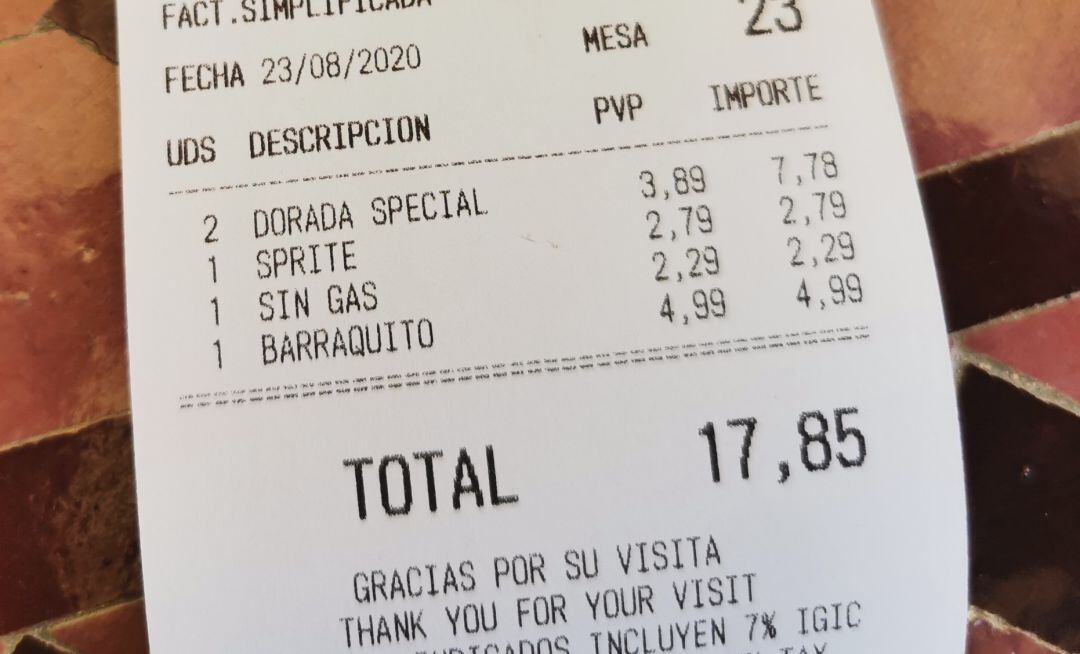 FACT.SIMPLIFICADA
FECHA 23/08/2020 MESA 23
UDS DESCRIPCION PVP IMPORTE
2 DORADA SPECIAL 3,89 7,78
1 SPRITE 2,79 2,79
1 SIN GAS 2,29 2,29
1 BARRAQUITO 4,99 4,99
TOTAL 17,85
GRACIAS POR SU VISITA
THANK YOU FOR YOUR VISIT
INCLUYEN 7% IGIC
TAX